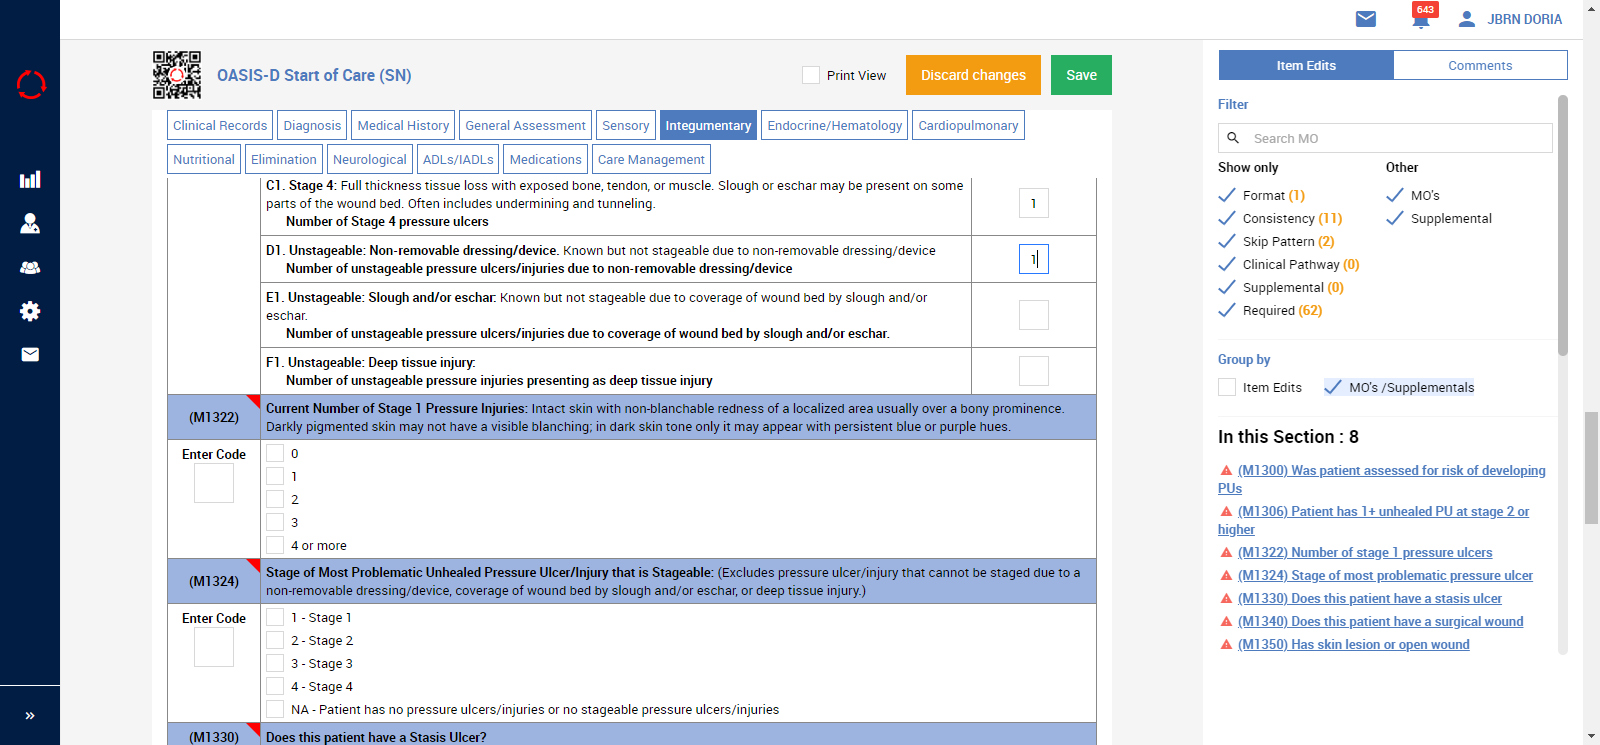 643
JBRN DORIA
OASIS-D Start of Care (SN)
Print View
Discard changes
Save
Clinical Records
Diagnosis
Medical History
General Assessment
Sensory
Integumentary
Endocrine/Hematology
Cardiopulmonary
Nutritional
Elimination
Neurological
ADLs/IADLs
Medications
Care Management
C1. Stage 4: Full thickness tissue loss with exposed bone, tendon, or muscle. Slough or eschar may be present on some
parts of the wound bed. Often includes undermining and tunneling.
Number of Stage 4 pressure ulcers
1
D1. Unstageable: Non-removable dressing/device. Known but not stageable due to non-removable dressing/device
Number of unstageable pressure ulcers/injuries due to non-removable dressing/device
1
E1. Unstageable: Slough and/or eschar: Known but not stageable due to coverage of wound bed by slough and/or
eschar.
Number of unstageable pressure ulcers/injuries due to coverage of wound bed by slough and/or eschar.
F1. Unstageable: Deep tissue injury:
Number of unstageable pressure injuries presenting as deep tissue injury
(M1322)
Current Number of Stage 1 Pressure Injuries: Intact skin with non-blanchable redness of a localized area usually over a bony prominence.
Darkly pigmented skin may not have a visible blanching; in dark skin tone only it may appear with persistent blue or purple hues.
Enter Code
0
1
2
3
4 or more
(M1324)
Stage of Most Problematic Unhealed Pressure Ulcer/Injury that is Stageable: (Excludes pressure ulcer/injury that cannot be staged due to a
non-removable dressing/device, coverage of wound bed by slough and/or eschar, or deep tissue injury.)
Enter Code
1 - Stage 1
2 - Stage 2
3 - Stage 3
4 - Stage 4
NA - Patient has no pressure ulcers/injuries or no stageable pressure ulcers/injuries
(M1330)
Does this patient have a Stasis Ulcer?
Item Edits
Comments
Filter
Search MO
Show only
Other
Format (1)
MO's
Consistency (11)
Supplemental
Skip Pattern (2)
Clinical Pathway (0)
Supplemental (0)
Required (62)
Group by
Item Edits
MO's /Supplementals
In this Section : 8
(M1300) Was patient assessed for risk of developing
PUs
(M1306) Patient has 1+ unhealed PU at stage 2 or
higher
(M1322) Number of stage 1 pressure ulcers
(M1324) Stage of most problematic pressure ulcer
(M1330) Does this patient have a stasis ulcer
(M1340) Does this patient have a surgical wound
(M1350) Has skin lesion or open wound
»